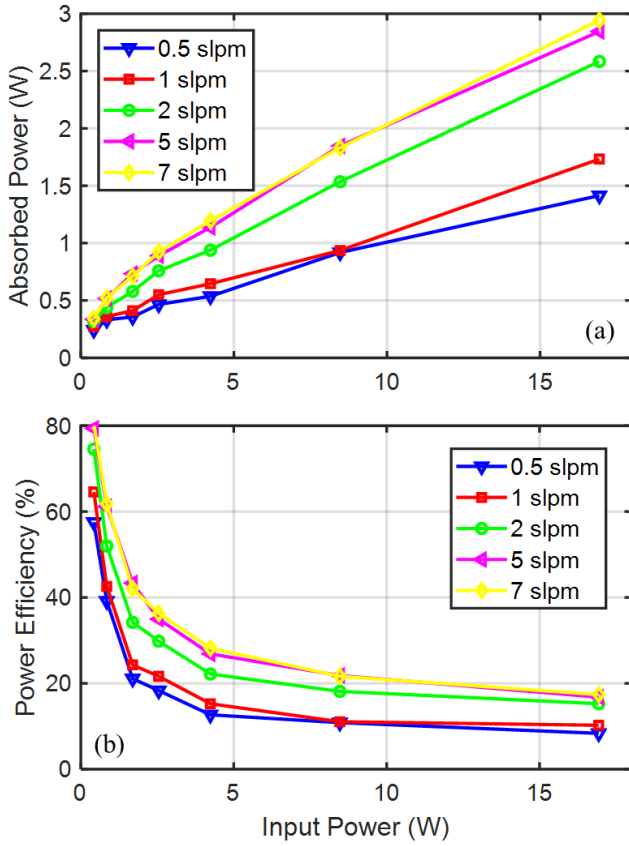 3
2.5
2
1.5
1
0.5
0
Absorbed Power (W)
0.5 slpm
1 slpm
2 slpm
5 slpm
7 slpm
(a)
0 5 10 15
80
60
40
20
0
Power Efficiency (%)
0.5 slpm
1 slpm
2 slpm
5 slpm
7 slpm
(b)
0 5 10 15
Input Power (W)